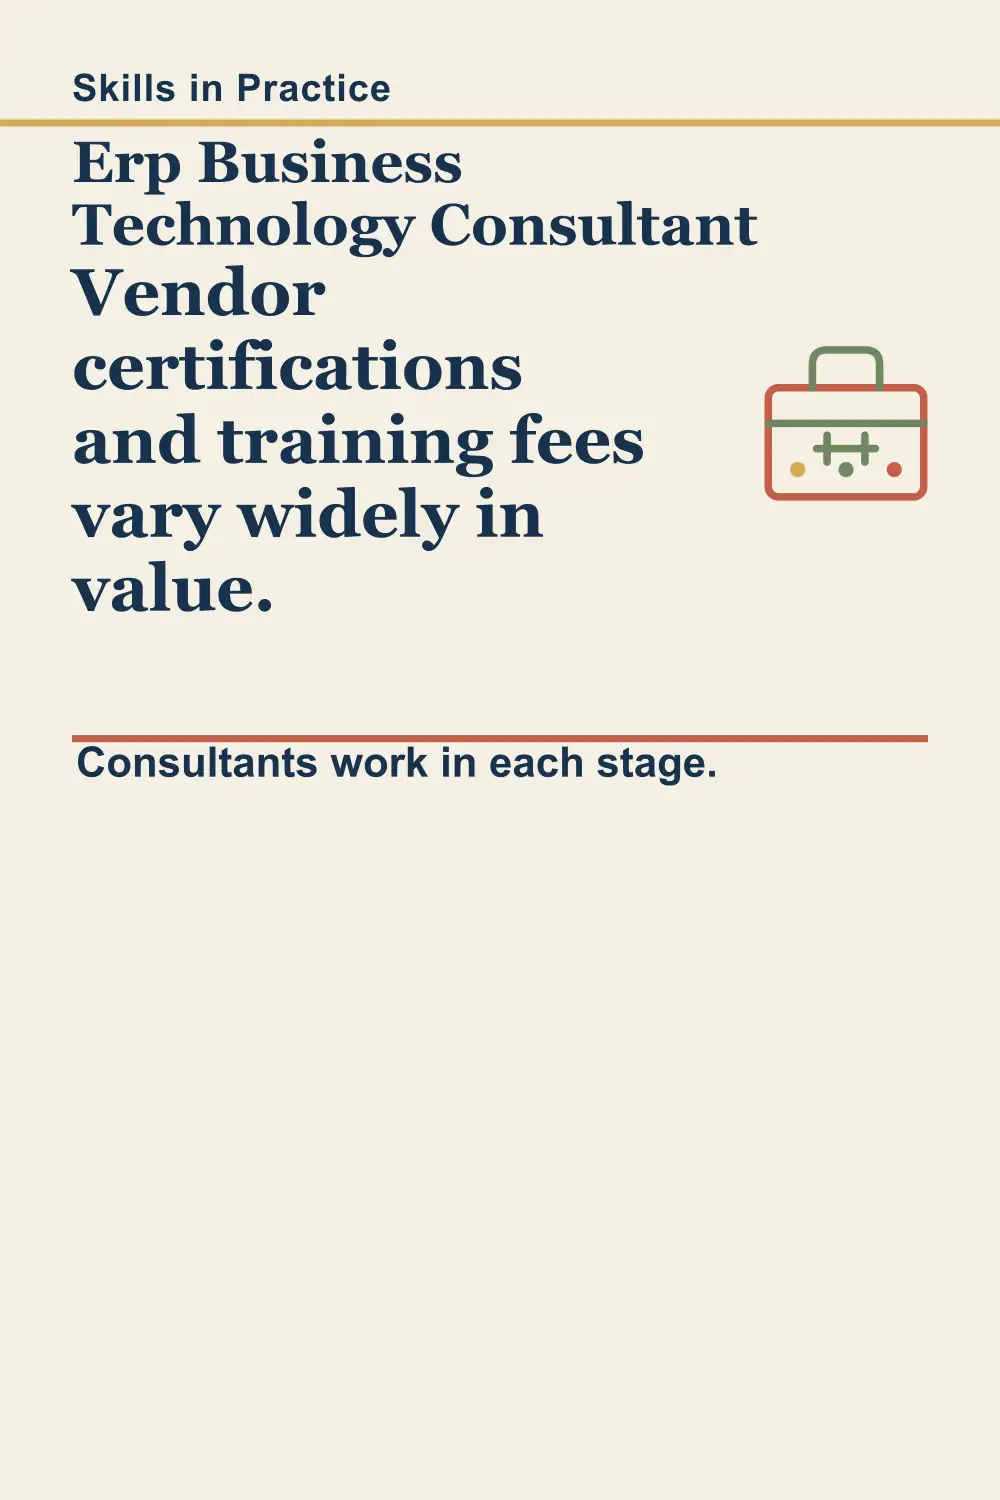 Skills in Practice
Erp Business
Technology Consultant
Vendor
certifications
and training fees
vary widely in
value.
Consultants work in each stage.